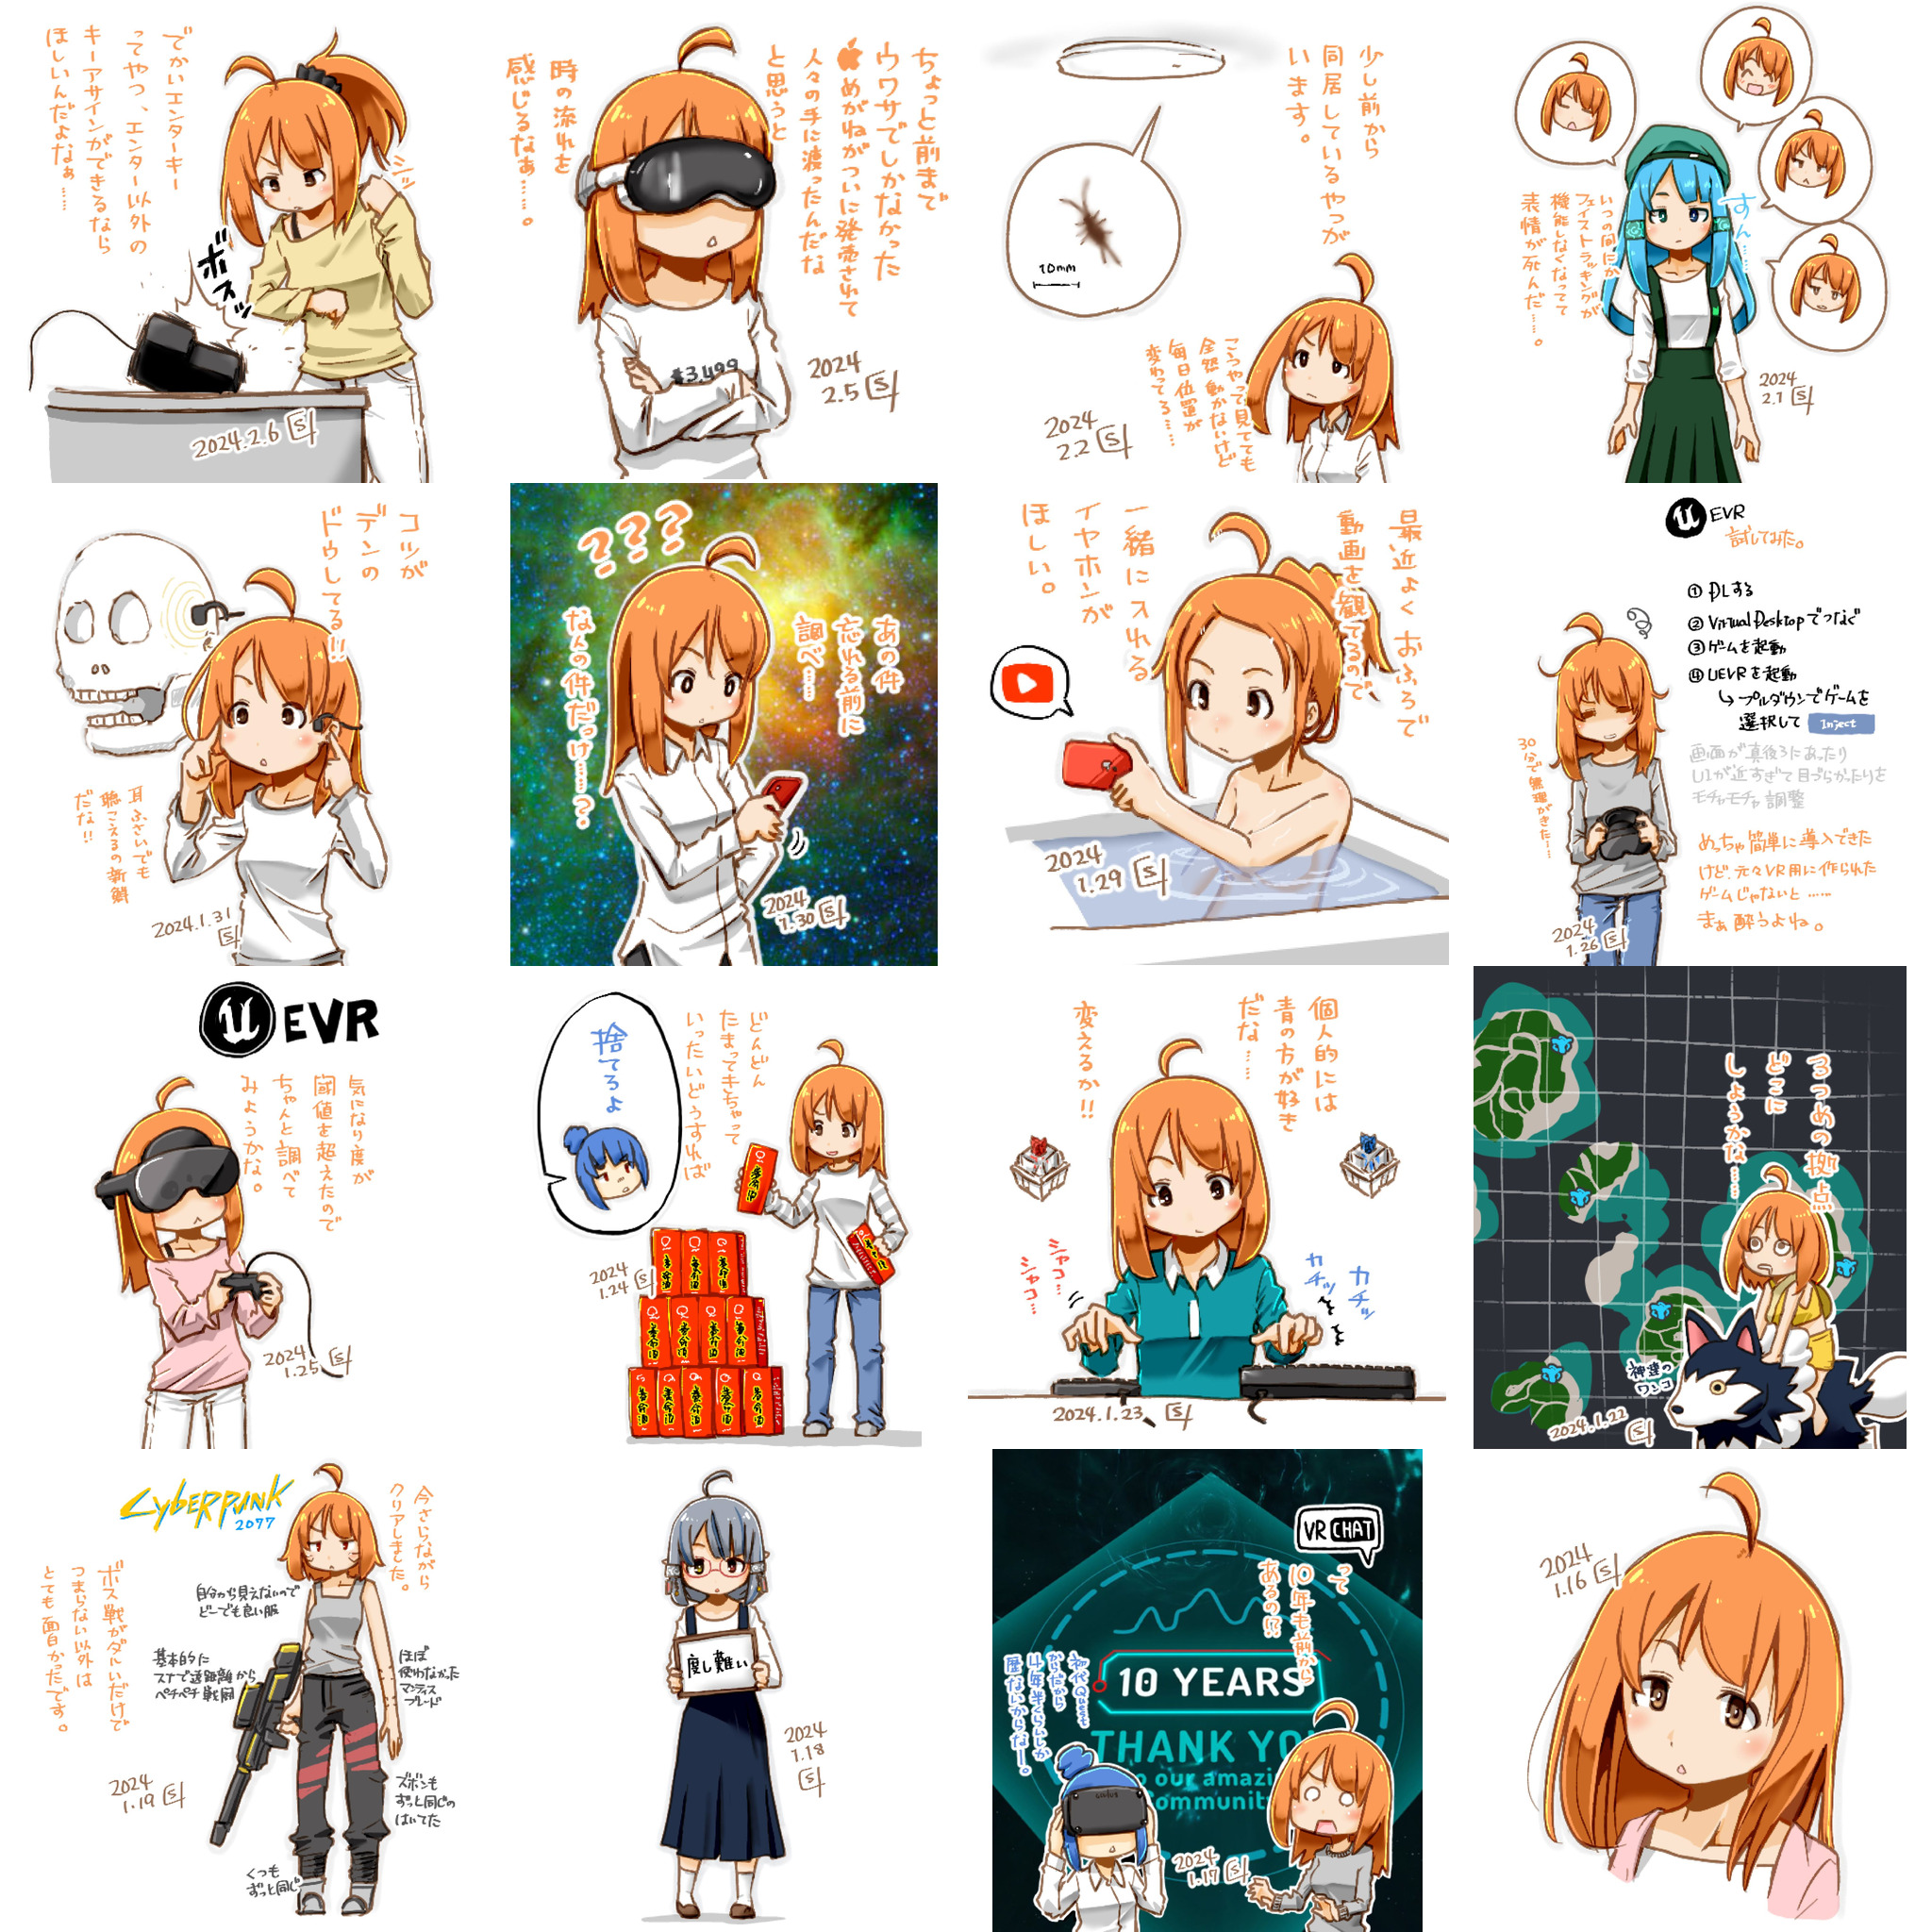 でかいエンターキー
ってやつ、エンター以外の
キーアサインができるなら
ほしいんだよなぁ……
ボスッ
2024.2.6
ちょっと前まで
ウワサでしかなかった
めがねがついに発売されて
人々の手に渡ったんだな
と思うと
時の流れを
感じるなぁ……。
$3,499
2024
2.5
少し前から
同居しているやつが
います。
10mm
こうやって見てても
全然動かないけど
毎日位置が
変わってる……
2024
2.2
すん……
いつの間にか
フェイストラッキングが
機能しなくなってて
表情が死んだ……。
2024
2.1
コツが
デンの
ドウしてる!!
耳ふさいでも
聴こえるの新鮮
だな!!
2024.1.31
???
あの件
忘れる前に
調べ……
なんの件だっけ……?
2024
1.30
最近よくおふろで
動画を観てるので
一緒に入れる
イヤホンが
ほしい。
2024
1.29
UEVR
試してみた。
① DLする
② Virtual Desktopでつなぐ
③ ゲームを起動
④ UEVRを起動
↳ プルダウンでゲームを
選択して Inject
画面が真後ろにあったり
UIが近すぎて目づらかったりを
モチャモチャ調整
30分で無理がきた……
めっちゃ簡単に導入できた
けど、元々VR用に作られた
ゲームじゃないと……
まぁ酔うよね。
2024
1.26
UEVR
気になり度が
閾値を超えたので
ちゃんと調べて
みようかな。
2024
1.25
どんどん
たまってきちゃって
いったいどうすれば
捨てろよ
2024
1.24
個人的には
青の方が好き
だな……
変えるか!!
シャコ…
シャコ…
カチッ
カチッ
2024.1.23
3つめの拠点
どこに
しようかな……
神速の
ワンコ
2024.1.22
Cyberpunk
2077
今さらながら
クリアしました。
自分から見えないので
どーでも良い服
基本的に
スナで遠距離から
ペチペチ戦闘
ほぼ
使わなかった
マンティス
ブレード
ボス戦がダルいだけで
つまらない以外は
とても面白かったです。
ズボンも
ずっと同じの
はいてた
くつも
ずっと同じ
2024
1.19
度し難い
2024
1.18
VRCHAT
って
10年も前から
あるの!?
10 YEARS
THANK YO
our amazi
ommunit
初代Quest
からだから
4年半くらいしか
歴ないからなー。
2024
1.17
2024
1.16